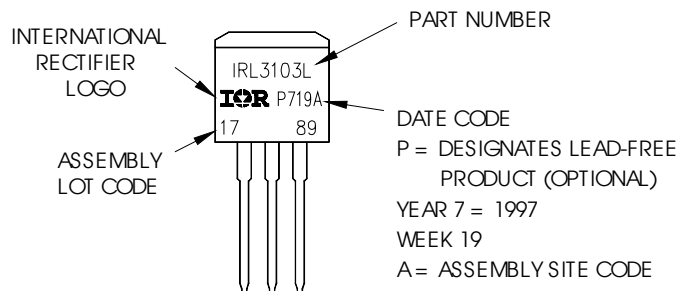 PART NUMBER
INTERNATIONAL
RECTIFIER
LOGO
IRL3103L
IOR P719A
17 89
ASSEMBLY
LOT CODE
DATE CODE
P = DESIGNATES LEAD-FREE
PRODUCT (OPTIONAL)
YEAR 7 = 1997
WEEK 19
A = ASSEMBLY SITE CODE